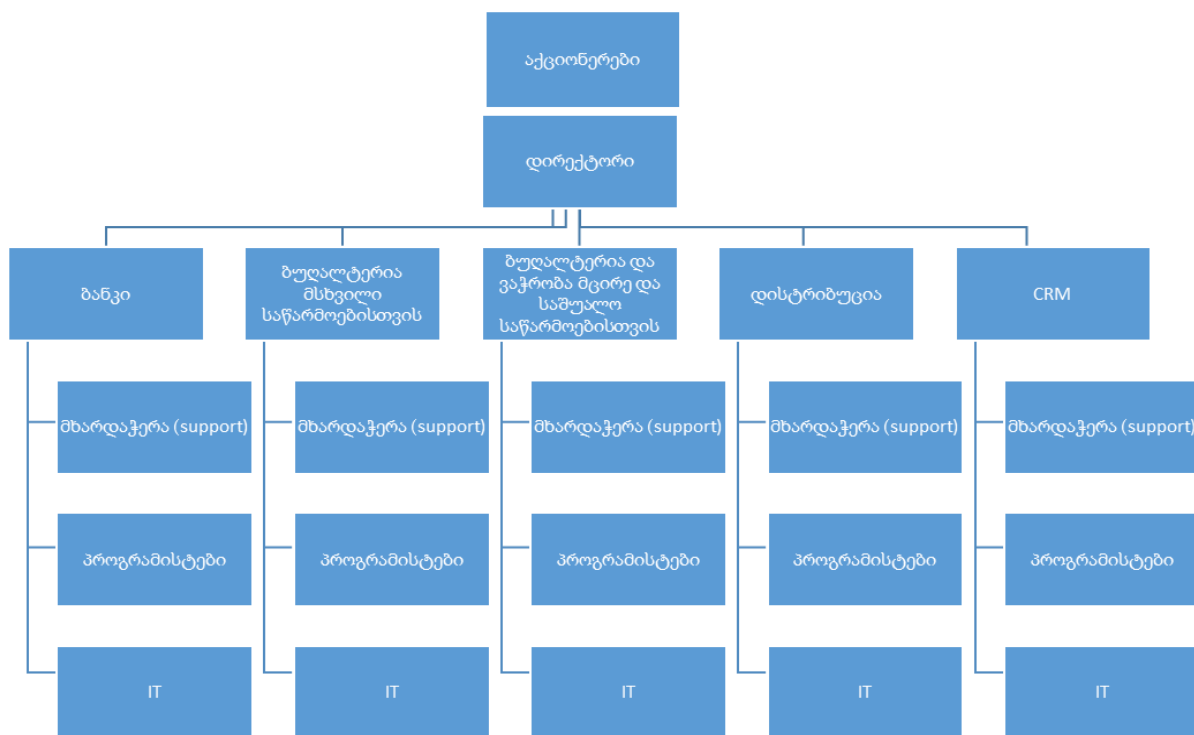 აქციონერები
დირექტორი
ბანკი
ბუღალტერია
მსხვილი
საწარმოებისთვის
ბუღალტერია და
ვაჭრობა მცირე და
საშუალო
საწარმოებისთვის
დისტრიბუცია
CRM
მხარდაჭერა (support)
მხარდაჭერა (support)
მხარდაჭერა (support)
მხარდაჭერა (support)
მხარდაჭერა (support)
პროგრამისტები
პროგრამისტები
პროგრამისტები
პროგრამისტები
პროგრამისტები
IT
IT
IT
IT
IT